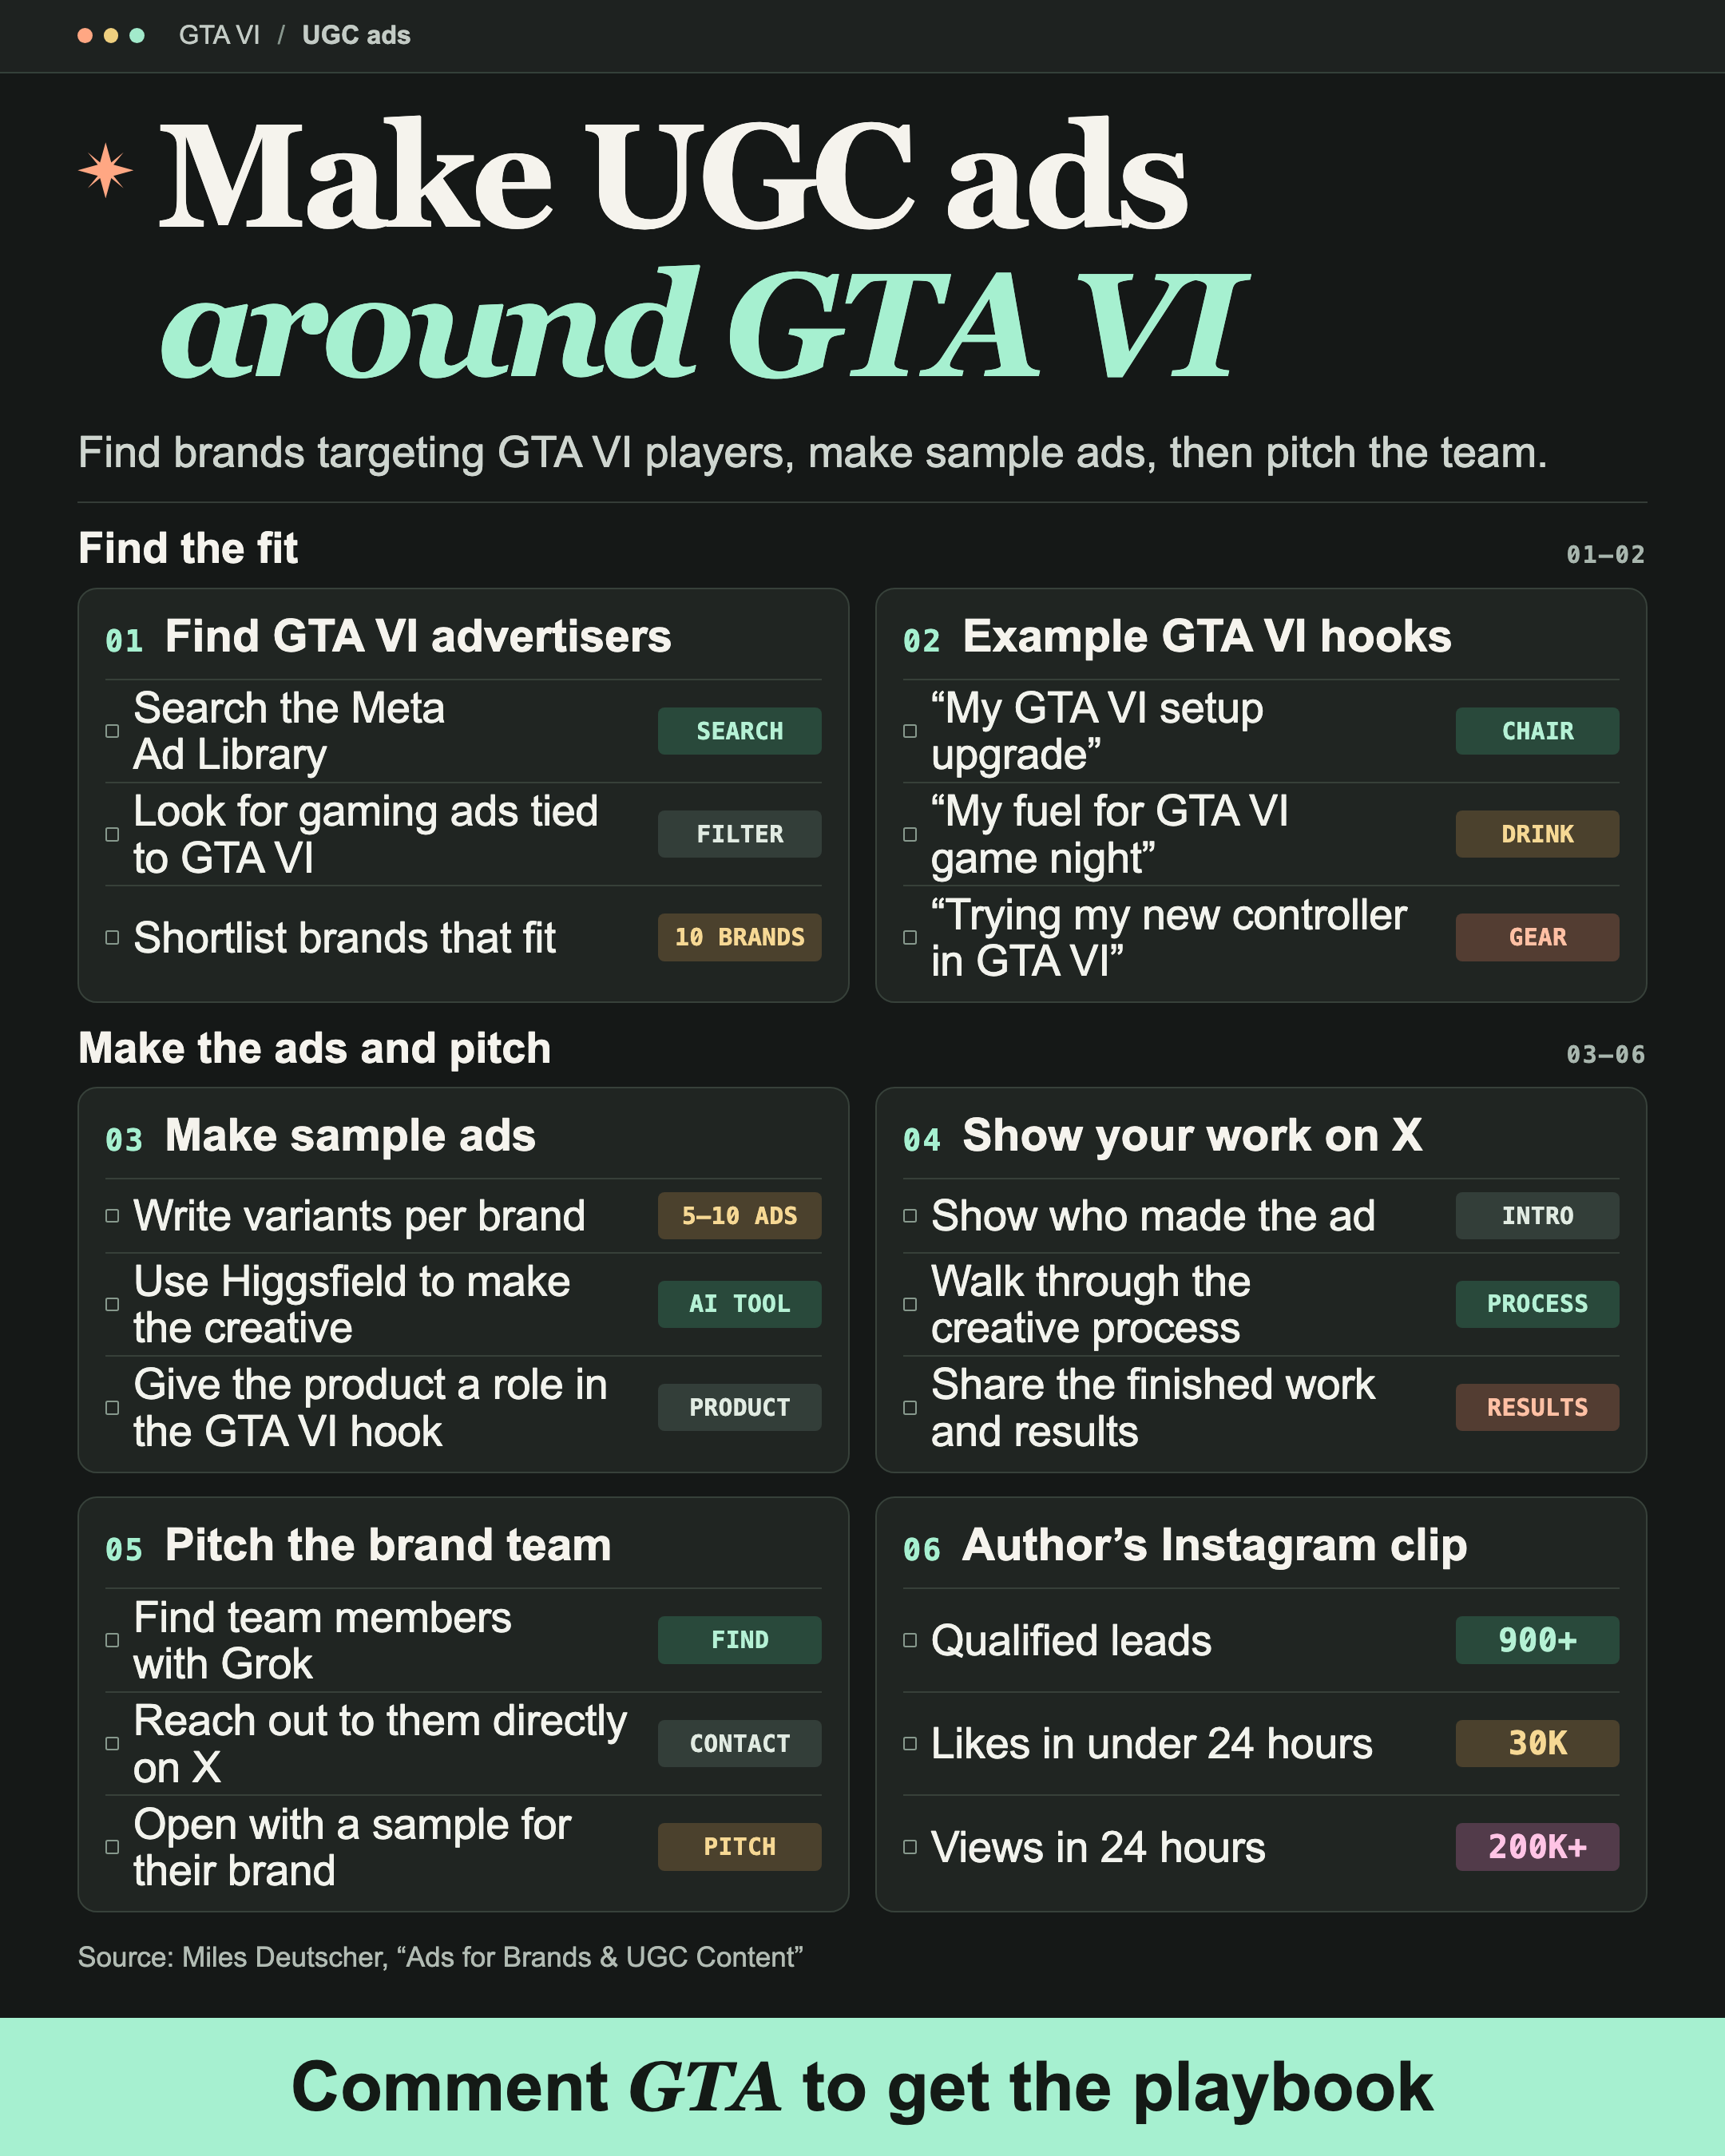 GTA VI / UGC ads
Make UGC ads
around GTA VI
Find brands targeting GTA VI players, make sample ads, then pitch the team.
Find the fit
01–02
01 Find GTA VI advertisers
Search the Meta
Ad Library
SEARCH
Look for gaming ads tied
to GTA VI
FILTER
Shortlist brands that fit
10 BRANDS
02 Example GTA VI hooks
“My GTA VI setup
upgrade”
CHAIR
“My fuel for GTA VI
game night”
DRINK
“Trying my new controller
in GTA VI”
GEAR
Make the ads and pitch
03–06
03 Make sample ads
Write variants per brand
5–10 ADS
Use Higgsfield to make
the creative
AI TOOL
Give the product a role in
the GTA VI hook
PRODUCT
04 Show your work on X
Show who made the ad
INTRO
Walk through the
creative process
PROCESS
Share the finished work
and results
RESULTS
05 Pitch the brand team
Find team members
with Grok
FIND
Reach out to them directly
on X
CONTACT
Open with a sample for
their brand
PITCH
06 Author’s Instagram clip
Qualified leads
900+
Likes in under 24 hours
30K
Views in 24 hours
200K+
Source: Miles Deutscher, “Ads for Brands & UGC Content”
Comment GTA to get the playbook